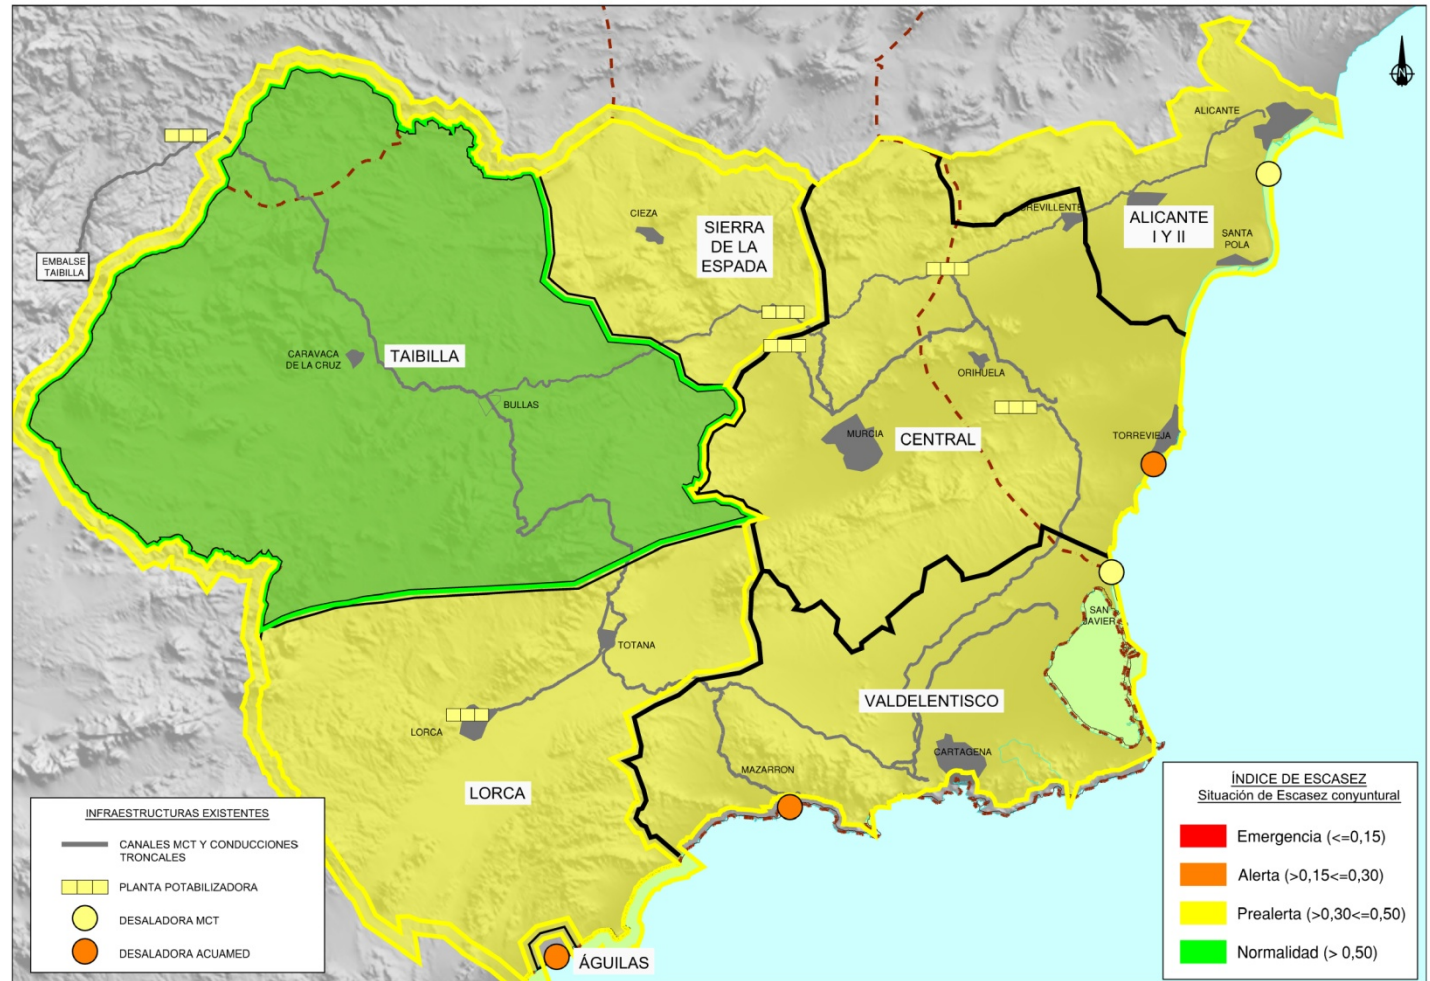 ALICANTE
CIEZA
SIERRA
DE LA
ESPADA
CREVILLENTE
ALICANTE
I Y II
SANTA
POLA
EMBALSE
TAIBILLA
CARAVACA
DE LA CRUZ
TAIBILLA
BULLAS
ORIHUELA
MURCIA
CENTRAL
TORREVIEJA
SAN
JAVIER
TOTANA
VALDELENTISCO
LORCA
CARTAGENA
MAZARRON
LORCA
ÁGUILAS
N
INFRAESTRUCTURAS EXISTENTES
CANALES MCT Y CONDUCCIONES
TRONCALES
PLANTA POTABILIZADORA
DESALADORA MCT
DESALADORA ACUAMED
ÍNDICE DE ESCASEZ
Situación de Escasez conyuntural
Emergencia (<=0,15)
Alerta (>0,15<=0,30)
Prealerta (>0,30<=0,50)
Normalidad (> 0,50)